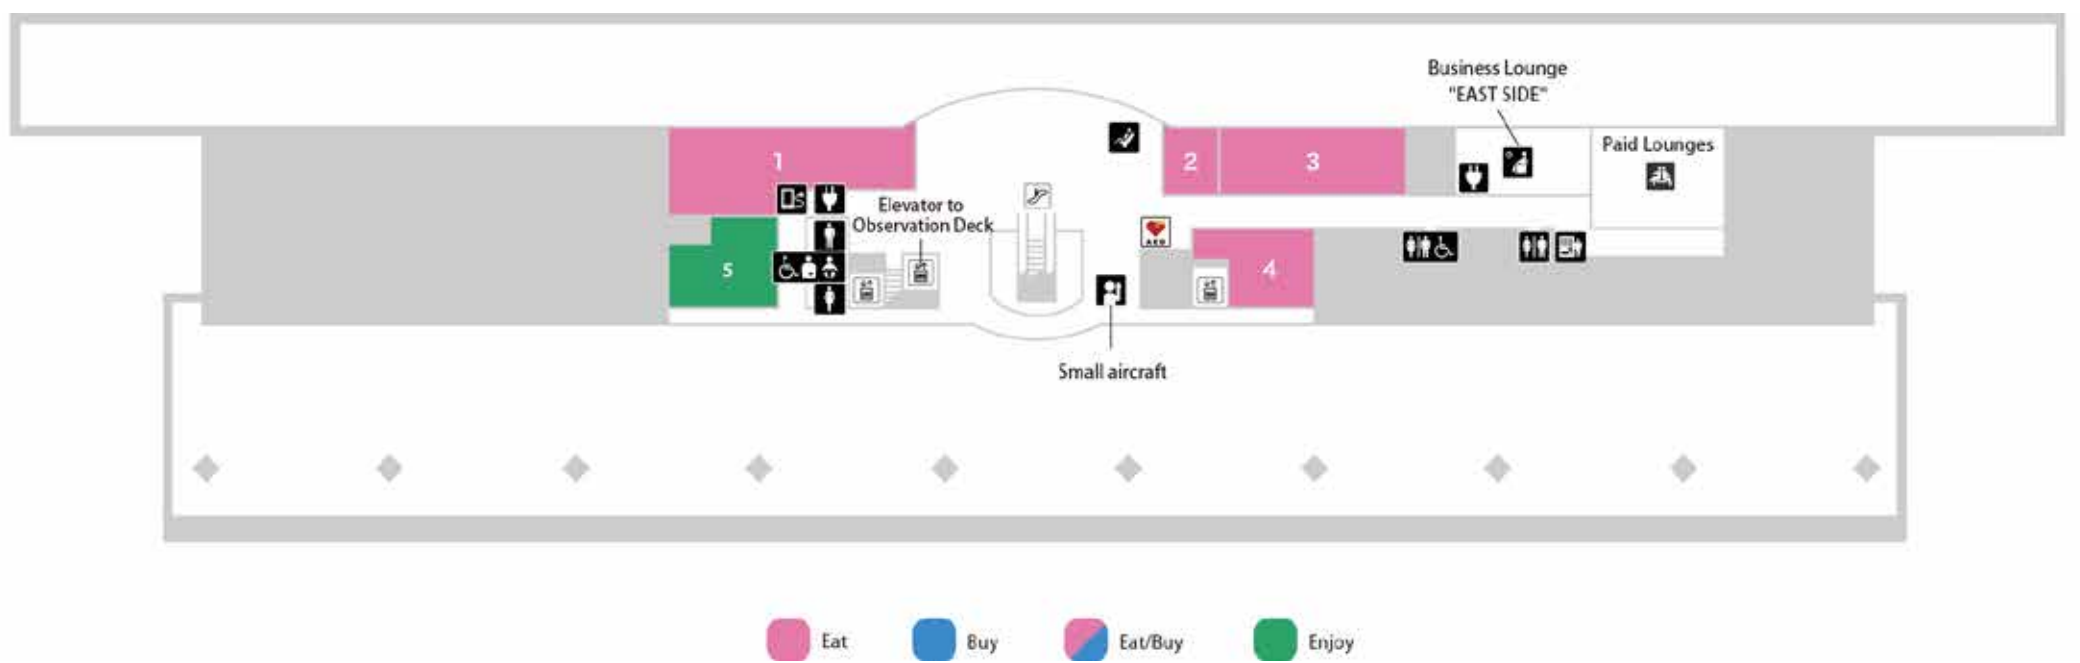 Business Lounge
"EAST SIDE"
Paid Lounges
1
2
3
Elevator to
Observation Deck
AED
5
4
Small aircraft
Eat
Buy
Eat/Buy
Enjoy